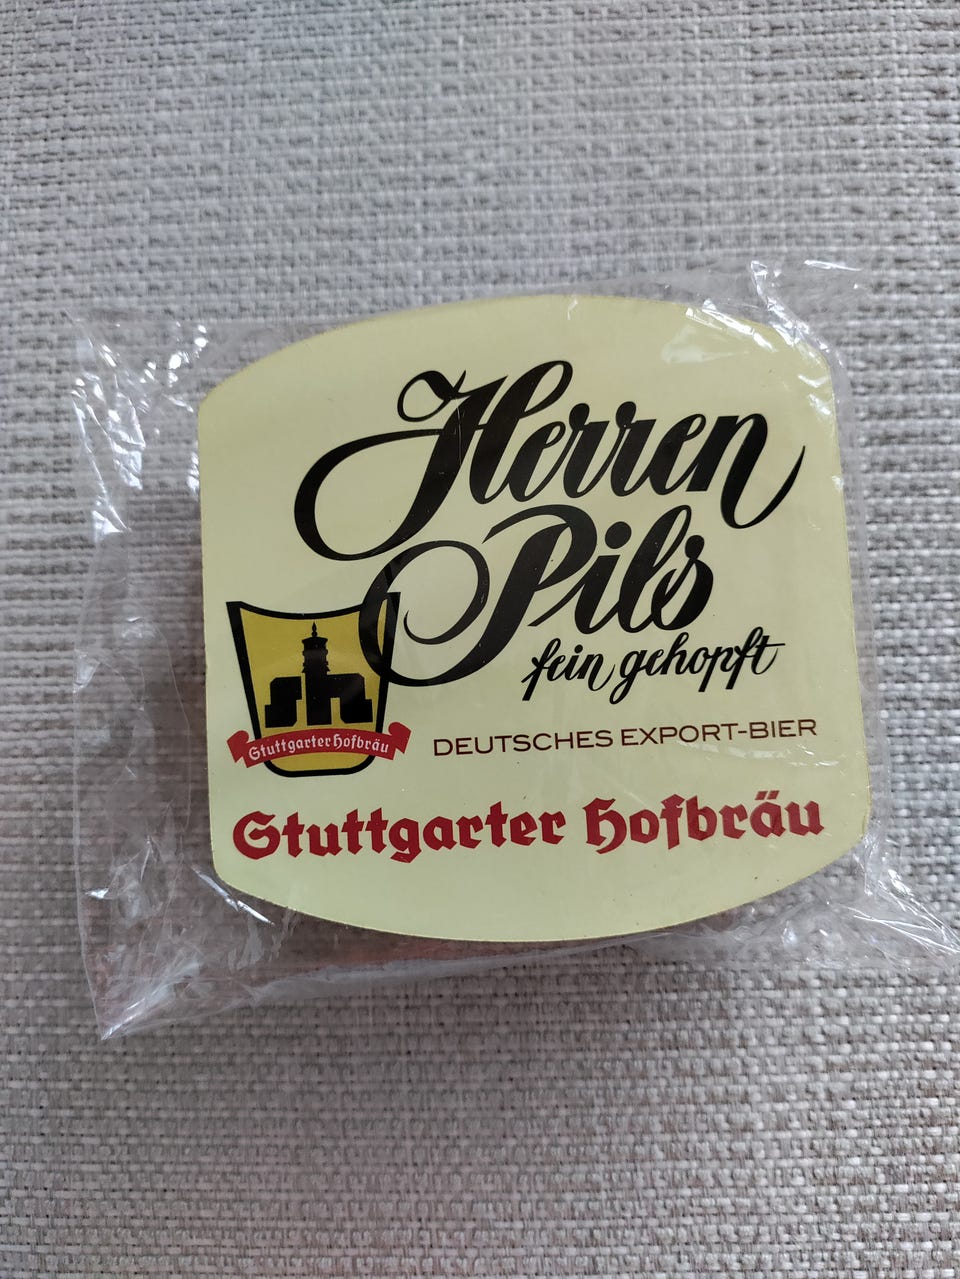 Herren
Pils
fein gehopft
Stuttgarter Hofbräu
DEUTSCHES EXPORT-BIER
Stuttgarter Hofbräu